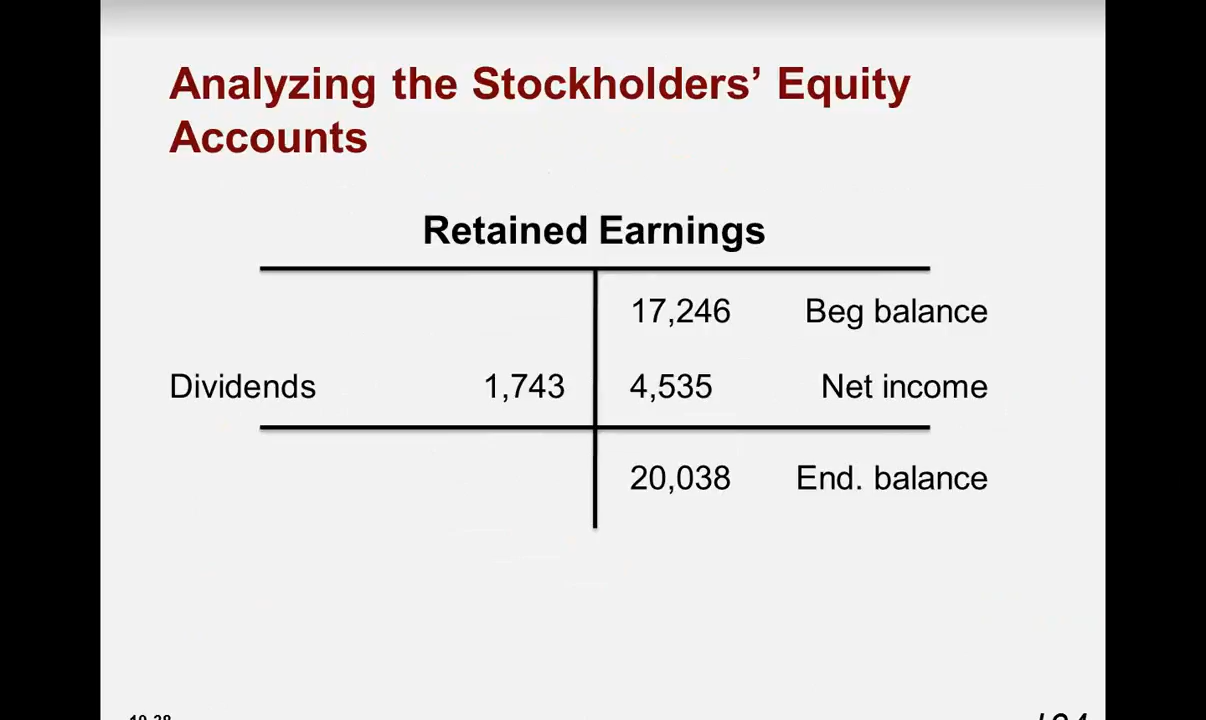 Analyzing the Stockholders’ Equity
Accounts
Retained Earnings
17,246 Beg balance
Dividends 1,743 4,535 Net income
20,038 End. balance